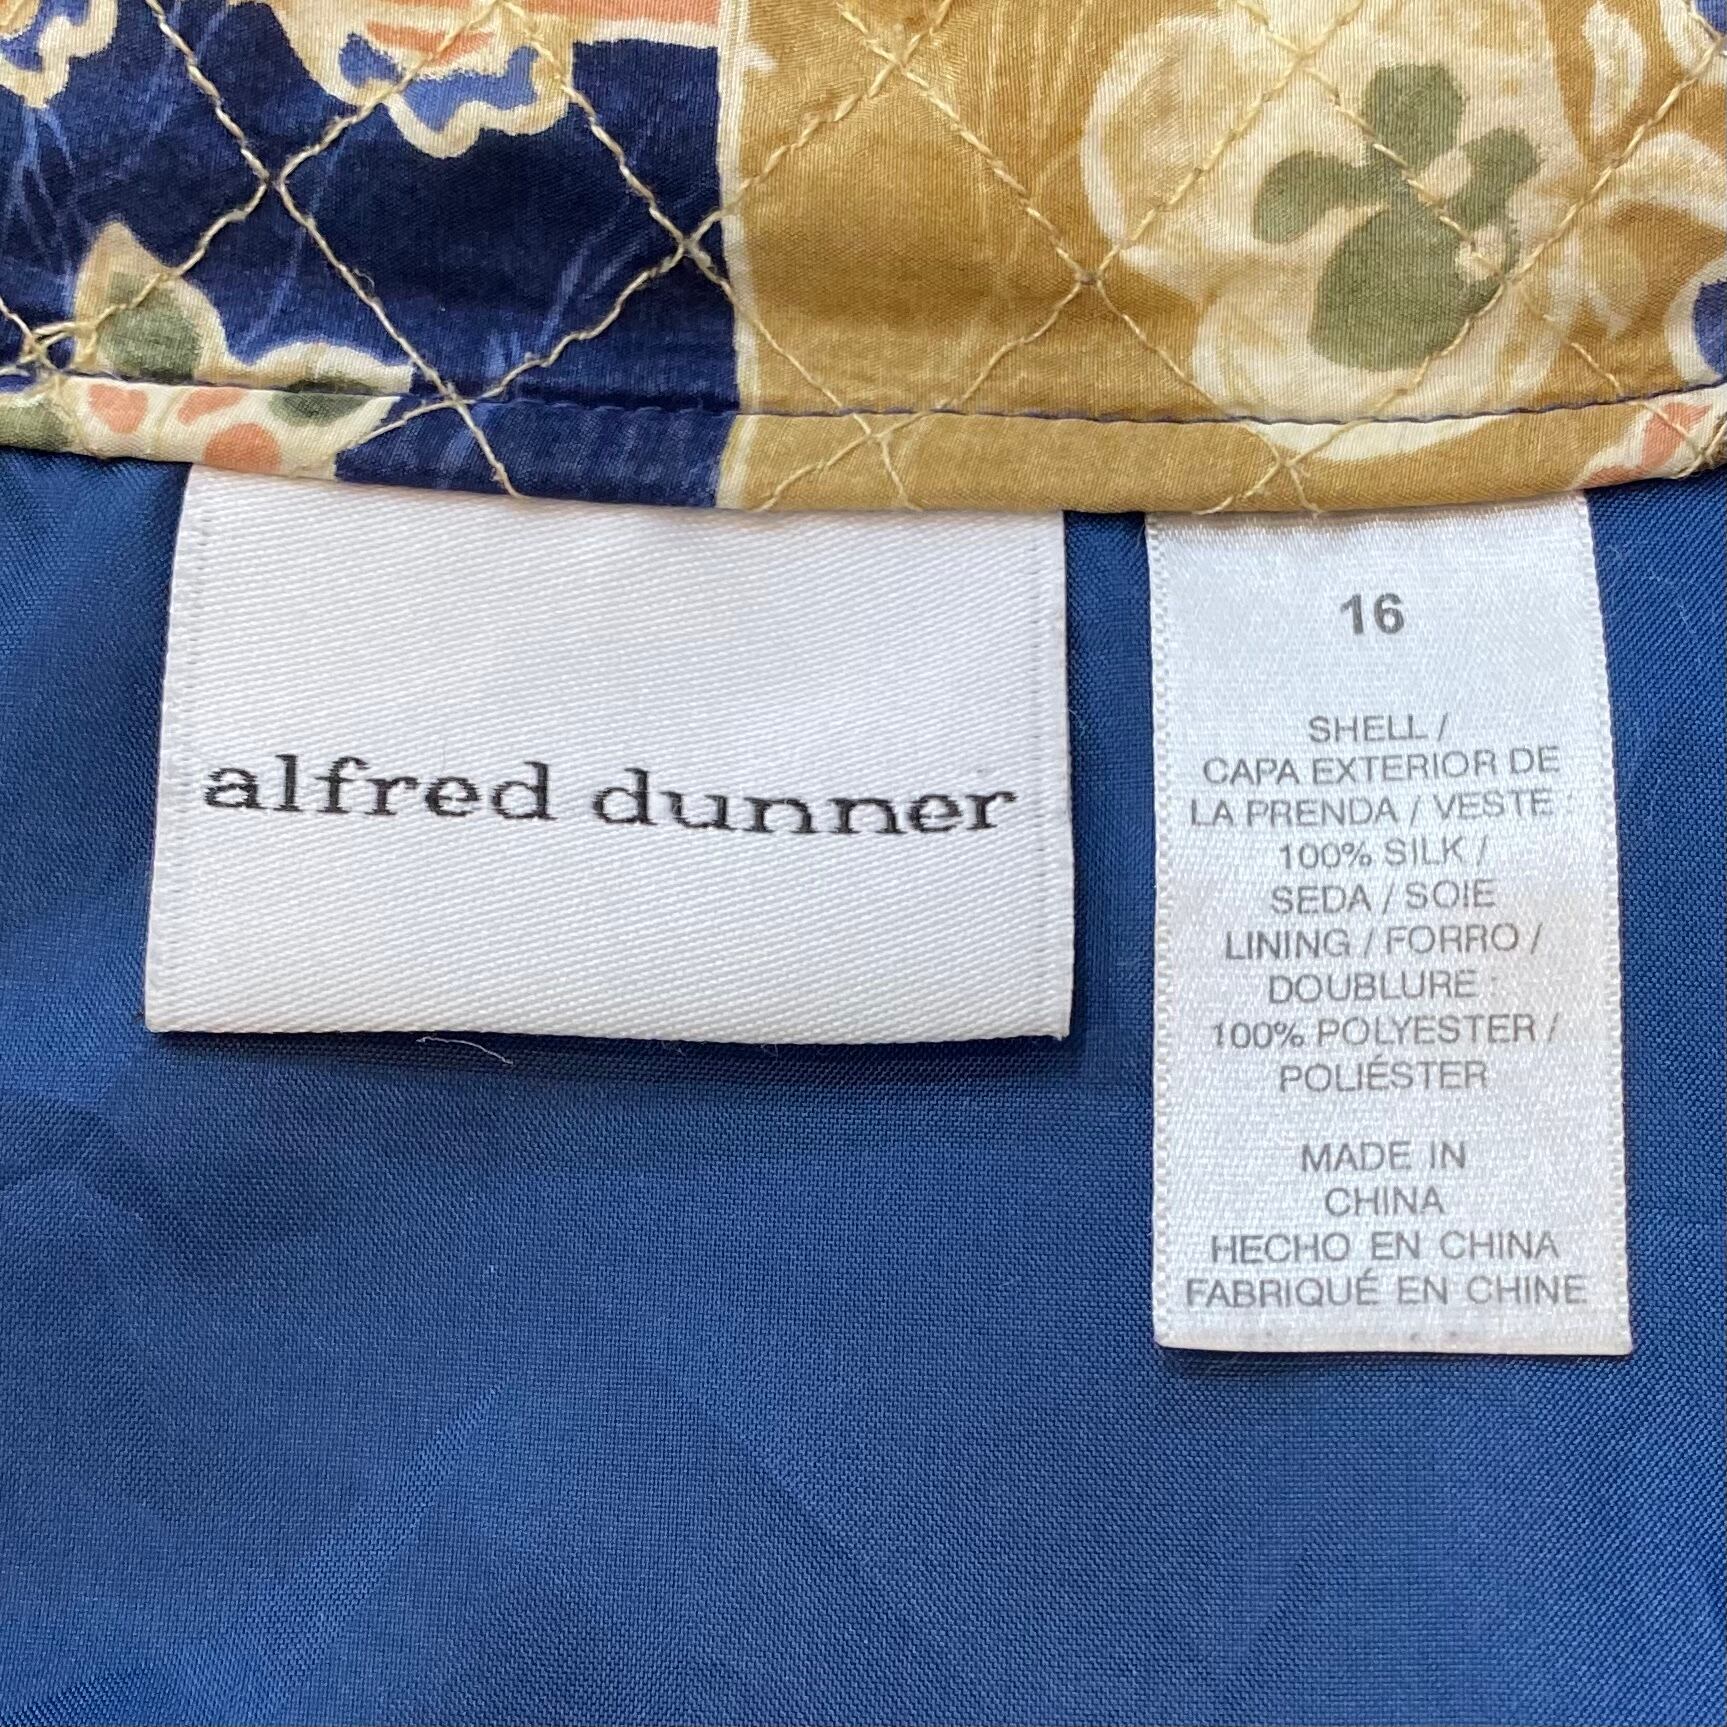 alfred dunner
16
SHELL /
CAPA EXTERIOR DE
LA PRENDA / VESTE :
100% SILK /
SEDA / SOIE
LINING / FORRO /
DOUBLURE :
100% POLYESTER /
POLIÉSTER
MADE IN
CHINA
HECHO EN CHINA
FABRIQUÉ EN CHINE